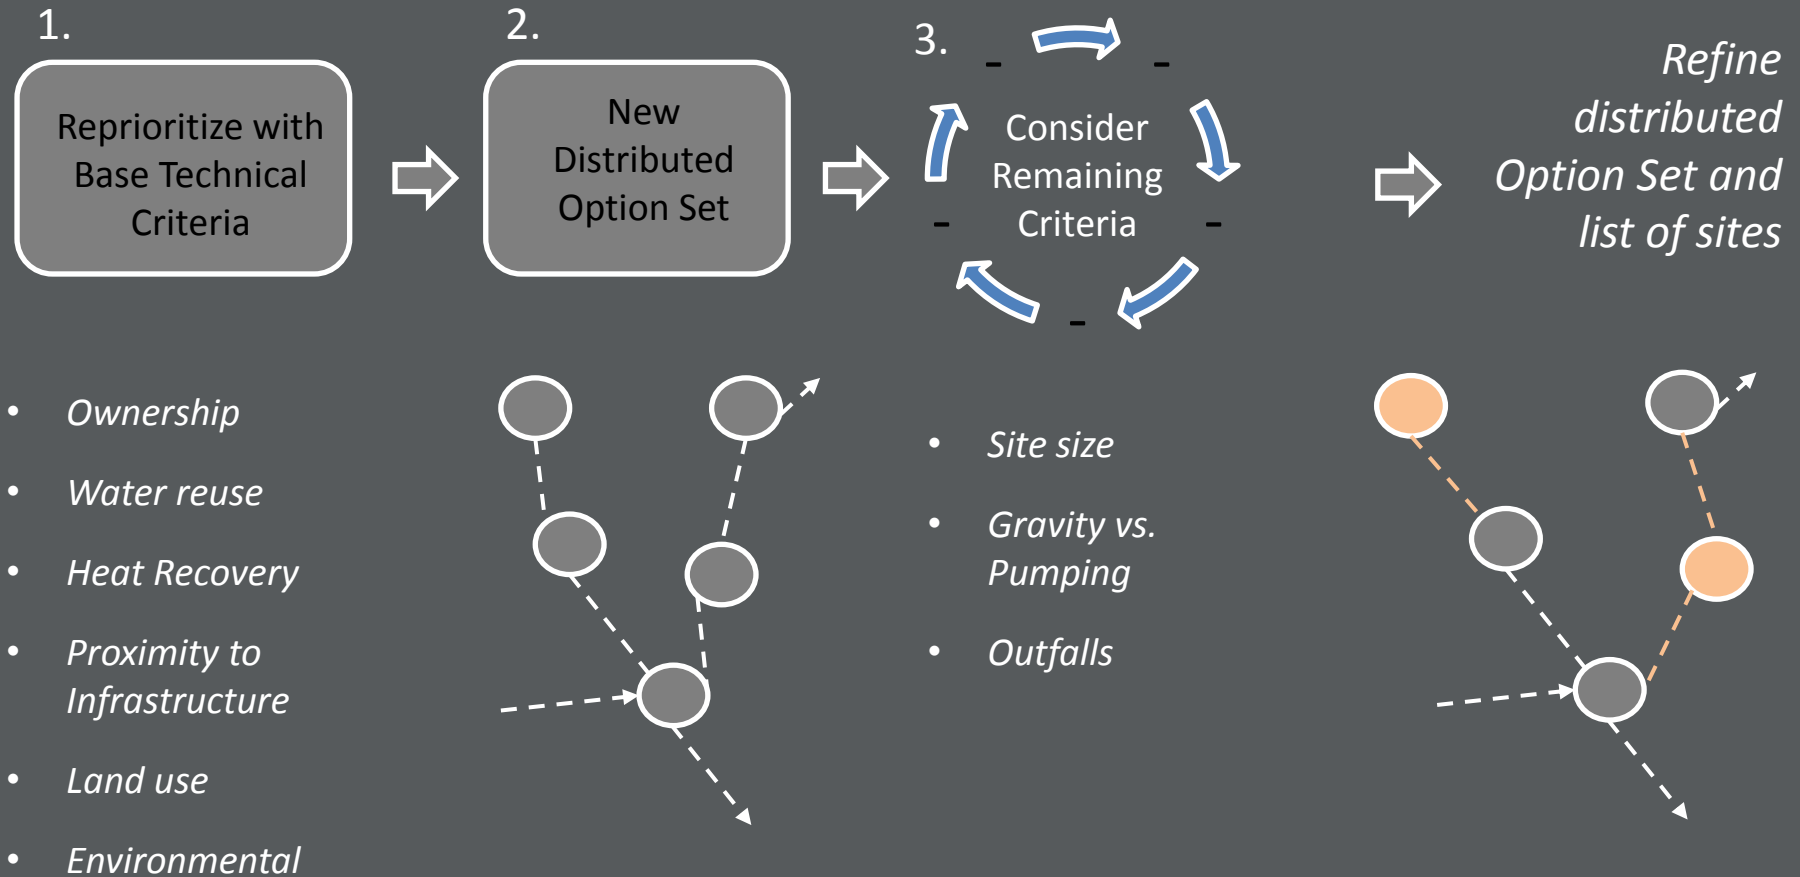 1.
Reprioritize with
Base Technical
Criteria
2.
New
Distributed
Option Set
3.
-
-
Consider
Remaining
Criteria
-
-
-
Refine
distributed
Option Set and
list of sites
• Ownership
• Water reuse
• Heat Recovery
• Proximity to
Infrastructure
• Land use
• Environmental
• Site size
• Gravity vs.
Pumping
• Outfalls